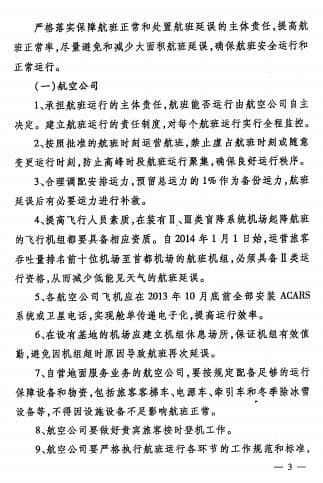 严格落实保障航班正常和处置航班延误的主体责任,提高航
班正常率,尽量避免和减少大面积航班延误,确保航班安全运行和
正常运行。
(一)航空公司
1、承担航班运行的主体责任,航班能否运行由航空公司自主
决定。建立航班运行的责任制度,对每个航班运行实行全程监控。
2、按照批准的航班时刻运营航班,禁止虚占航班时刻或随意
变更运行时刻,防止高峰时段航班运行聚集,确保良好运行秩序。
3、合理调配安排运力,预留总运力的1%作为备份运力,航班
延误后有必要运力进行补救。
4、提高飞行人员素质,在装有Ⅱ、Ⅲ类盲降系统机场起降航班
的飞行机组都要具备相应资质。自2014年1月1日始,运营旅客
吞吐量排名前十位机场至首都机场的航班机组,必须具备Ⅱ类运
行资格,从而减少低能见天气的航班延误。
5、各航空公司飞机应在2013年10月底前全部安装ACARS
系统或卫星电话,实现舱单传递电子化,提高运行效率。
6、在设有基地的机场应建立机组休息场所,保证机组有效值
勤,避免因机组超时原因导致航班再次延误。
7、自营地面服务业务的航空公司,要按规定配备足够的运行
保障设备和物资,包括旅客客梯车、电源车、牵引车和冬季除冰雪
设备等,不得因设施设备不足影响航班正常。
8、航空公司要做好贵宾旅客按时登机工作。
9、航空公司要严格执行航班运行各环节的工作规范和标准,
— 3 —